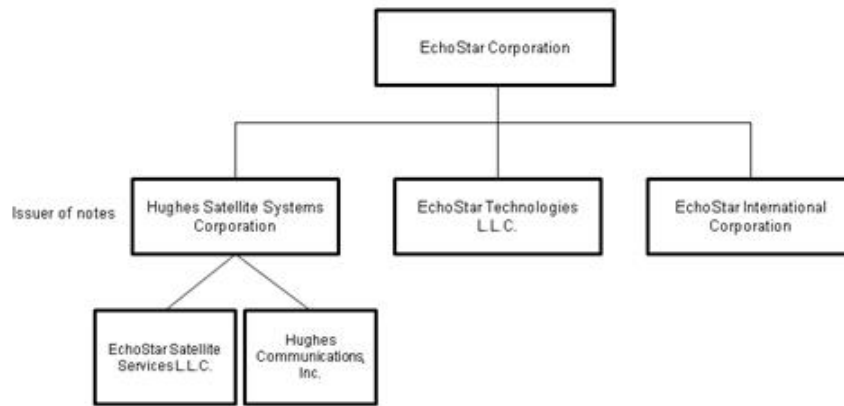 EchoStar Corporation
Issuer of notes
Hughes Satellite Systems
Corporation
EchoStar Technologies
L.L.C.
EchoStar International
Corporation
EchoStar Satellite
Services L.L.C.
Hughes
Communications,
Inc.